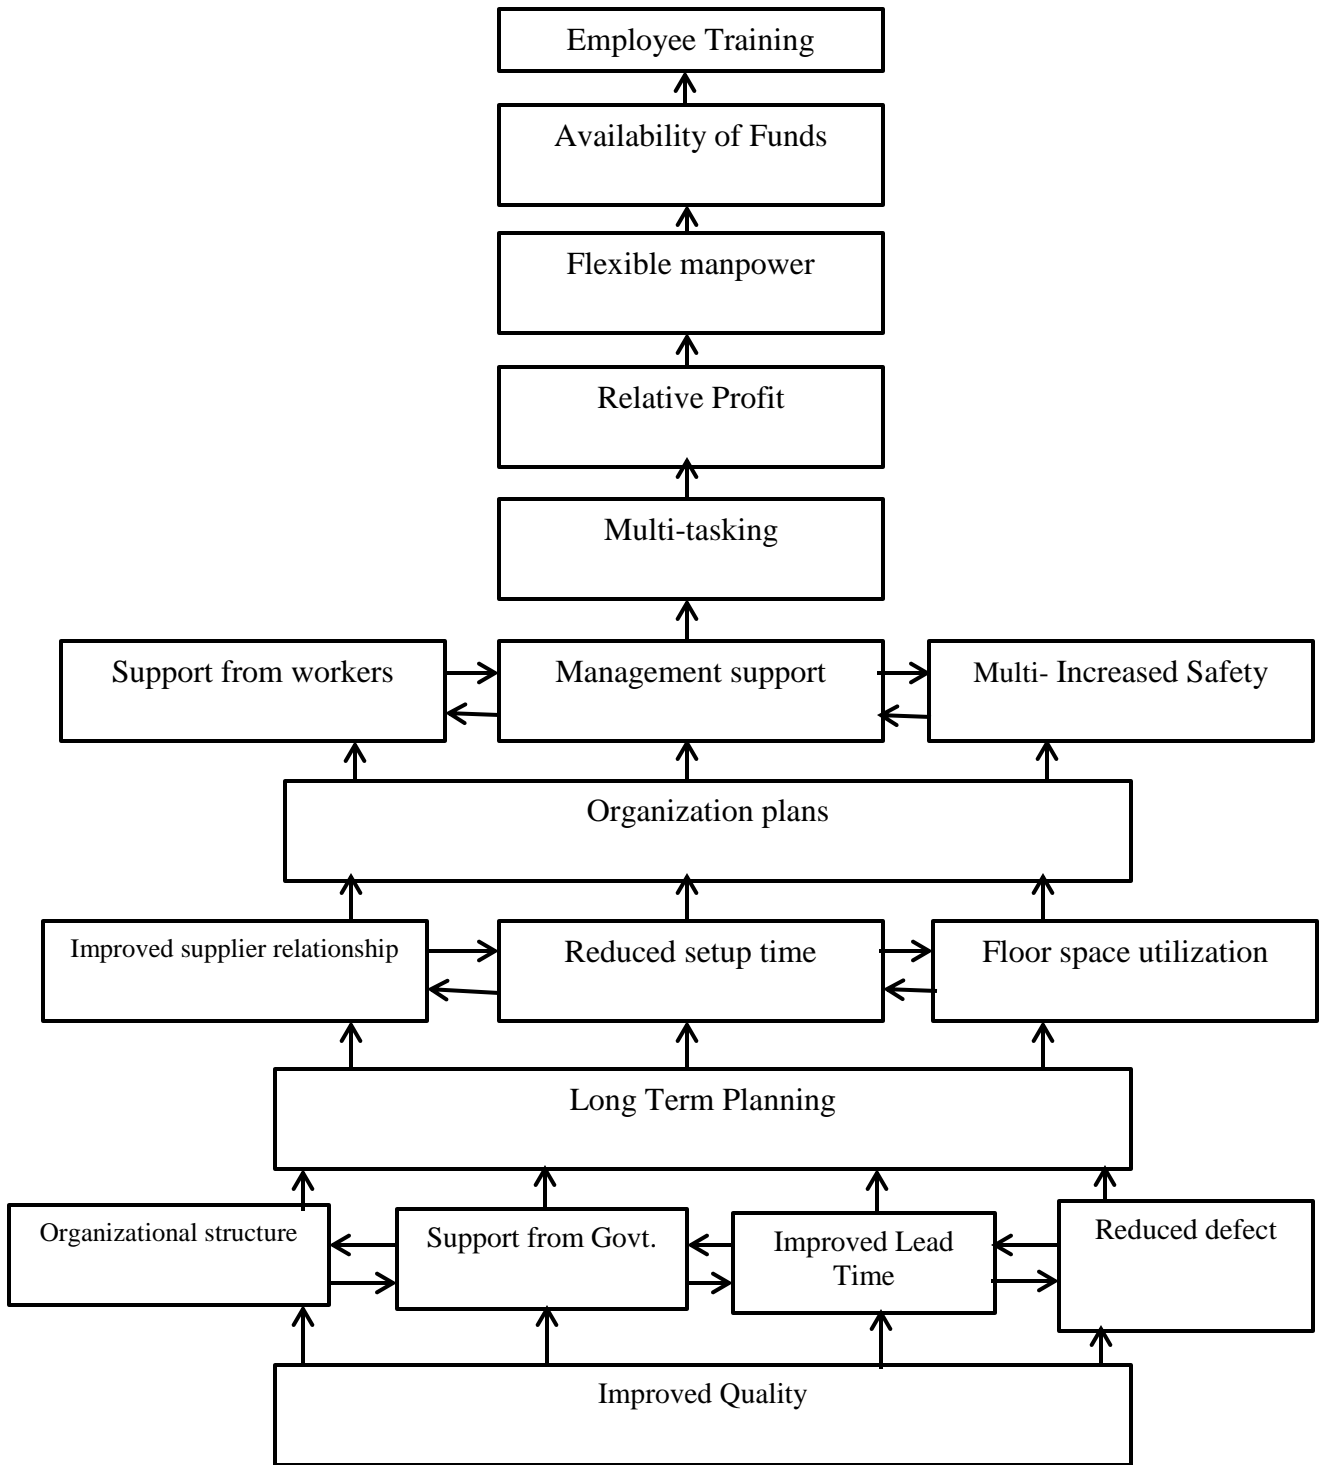 Employee Training
Availability of Funds
Flexible manpower
Relative Profit
Multi-tasking
Support from workers
Management support
Multi- Increased Safety
Organization plans
Improved supplier relationship
Reduced setup time
Floor space utilization
Long Term Planning
Organizational structure
Support from Govt.
Improved Lead
Time
Reduced defect
Improved Quality